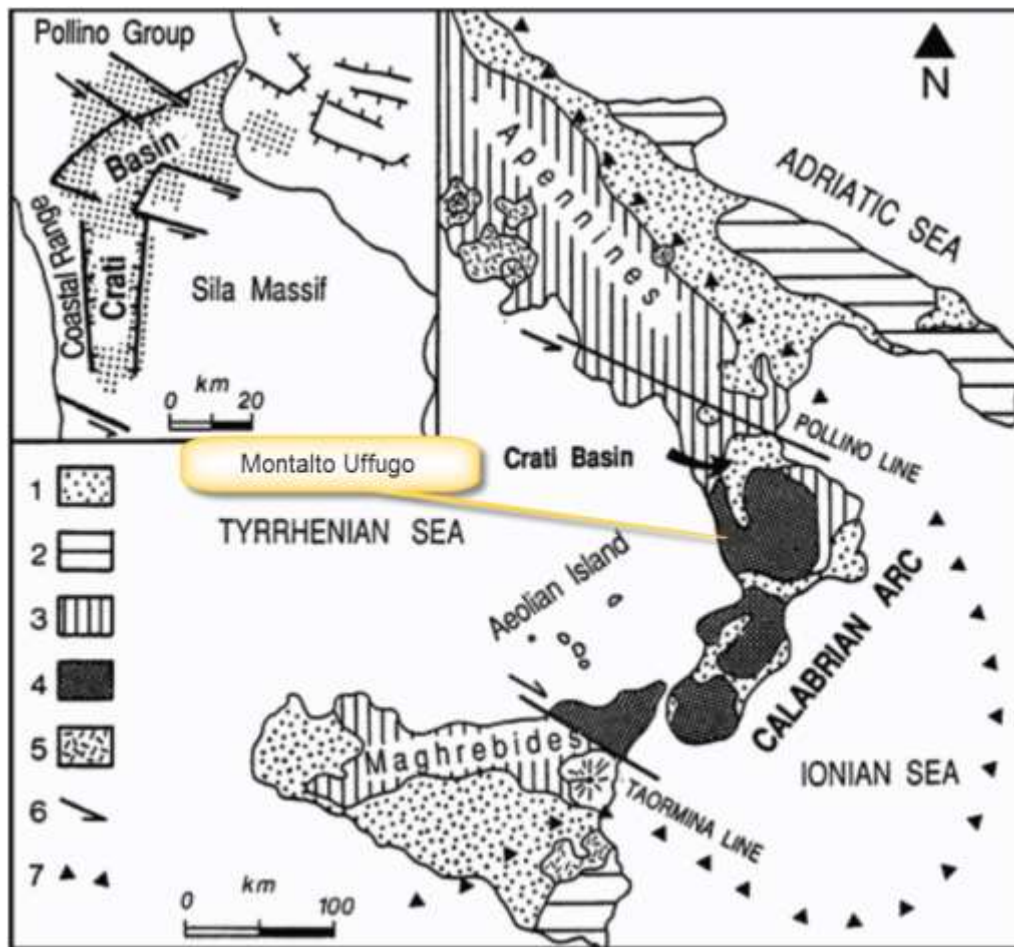 Pollino Group
Basin
Coastal Range
Crati
Sila Massif
km
0 20
N
Apennines
ADRIATIC SEA
POLLINO LINE
Montalto Uffugo
Crati Basin
TYRRHENIAN SEA
Aeolian Island
CALABRIAN ARC
Maghrebides
TAORMINA LINE
IONIAN SEA
1
2
3
4
5
6
7
km
0 100